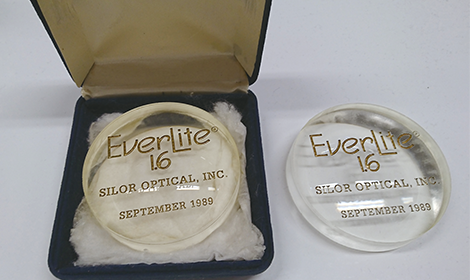 EverLite®
1.6
SILOR OPTICAL, INC.
SEPTEMBER 1989
EverLite®
1.6
SILOR OPTICAL, INC.
SEPTEMBER 1989